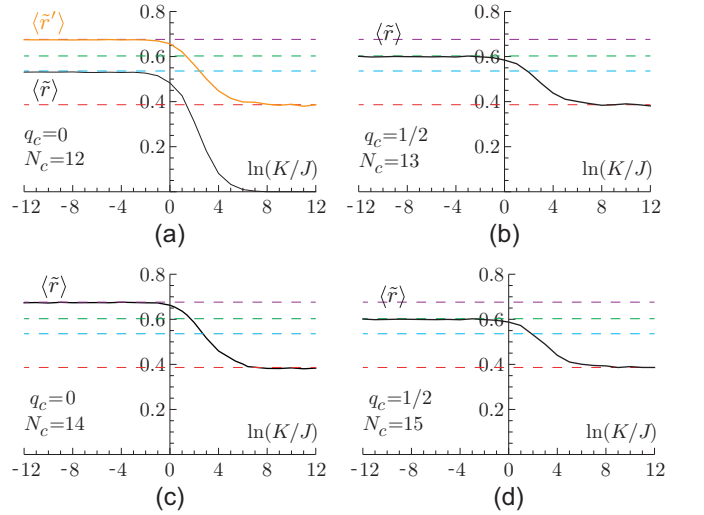 0.8
⟨r̃′⟩
0.6
⟨r̃⟩
0.4
q_c=0
N_c=12
0.2
ln(K/J)
-12 -8 -4 0 4 8 12
(a)
0.8
⟨r̃⟩
0.6
0.4
q_c=1/2
N_c=13
0.2
ln(K/J)
-12 -8 -4 0 4 8 12
(b)
0.8
⟨r̃⟩
0.6
0.4
q_c=0
N_c=14
0.2
ln(K/J)
-12 -8 -4 0 4 8 12
(c)
0.8
⟨r̃⟩
0.6
0.4
q_c=1/2
N_c=15
0.2
ln(K/J)
-12 -8 -4 0 4 8 12
(d)